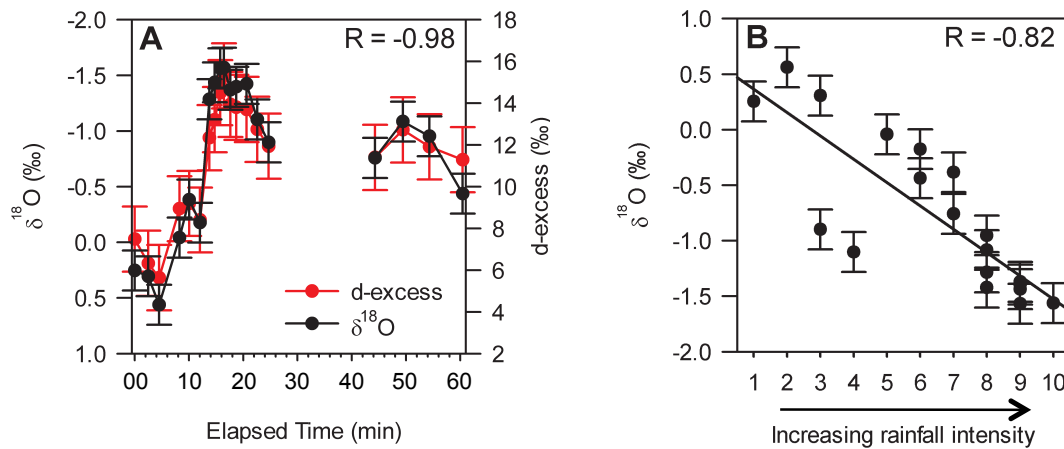 A
R = -0.98
-2.0
-1.5
-1.0
-0.5
0.0
0.5
1.0
δ18O (‰)
18
16
14
12
10
8
6
4
2
d-excess (‰)
d-excess
δ18O
00 10 20 30 40 50 60
Elapsed Time (min)
B
R = -0.82
1.0
0.5
0.0
-0.5
-1.0
-1.5
-2.0
δ18O (‰)
1 2 3 4 5 6 7 8 9 10
Increasing rainfall intensity